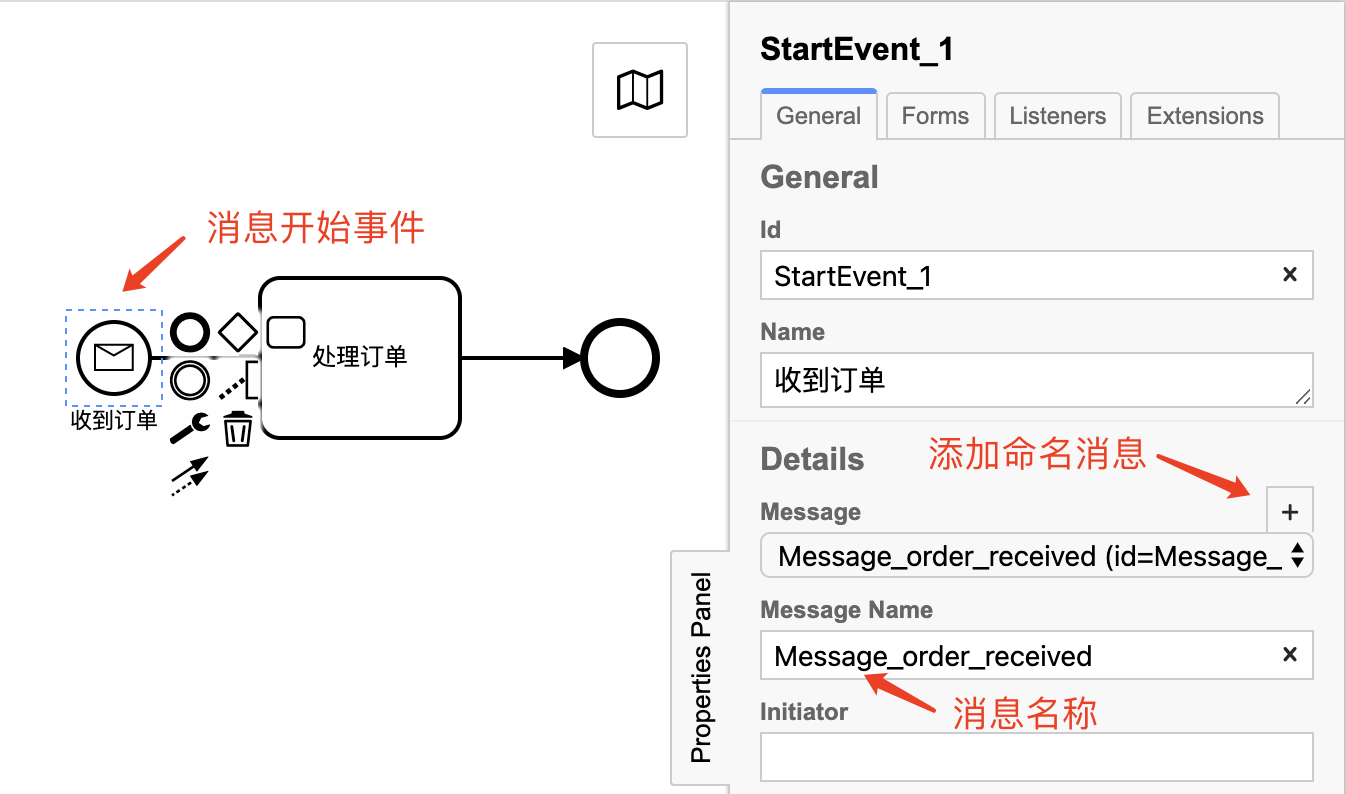 消息开始事件
收到订单
处理订单
StartEvent_1
General
Forms
Listeners
Extensions
General
Id
StartEvent_1
Name
收到订单
Details
添加命名消息
Message
Message_order_received (id=Message_
Message Name
Message_order_received
消息名称
Initiator
Properties Panel